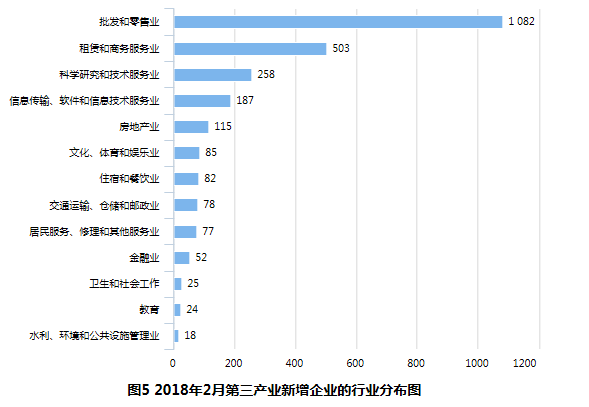 批发和零售业 1 082
租赁和商务服务业 503
科学研究和技术服务业 258
信息传输、软件和信息技术服务业 187
房地产业 115
文化、体育和娱乐业 85
住宿和餐饮业 82
交通运输、仓储和邮政业 78
居民服务、修理和其他服务业 77
金融业 52
卫生和社会工作 25
教育 24
水利、环境和公共设施管理业 18
0 200 400 600 800 1000 1200
图5 2018年2月第三产业新增企业的行业分布图